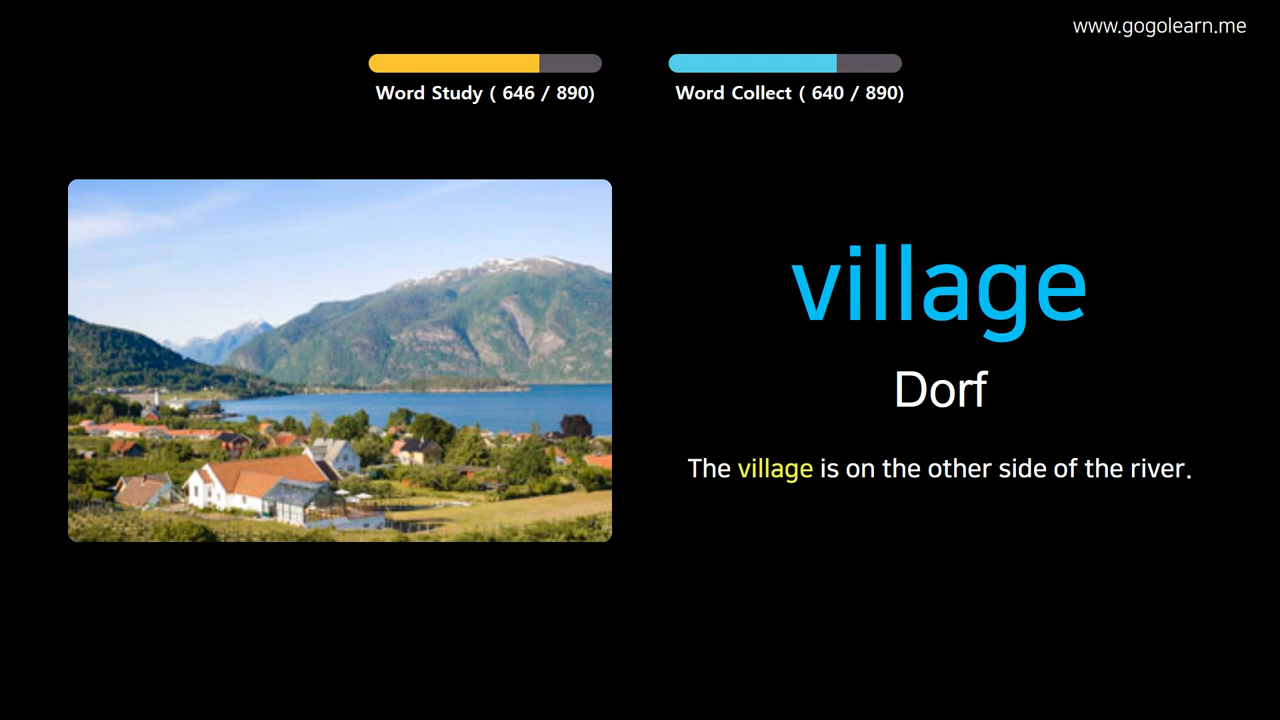 www.gogolearn.me
Word Study ( 646 / 890)
Word Collect ( 640 / 890)
village
Dorf
The village is on the other side of the river.